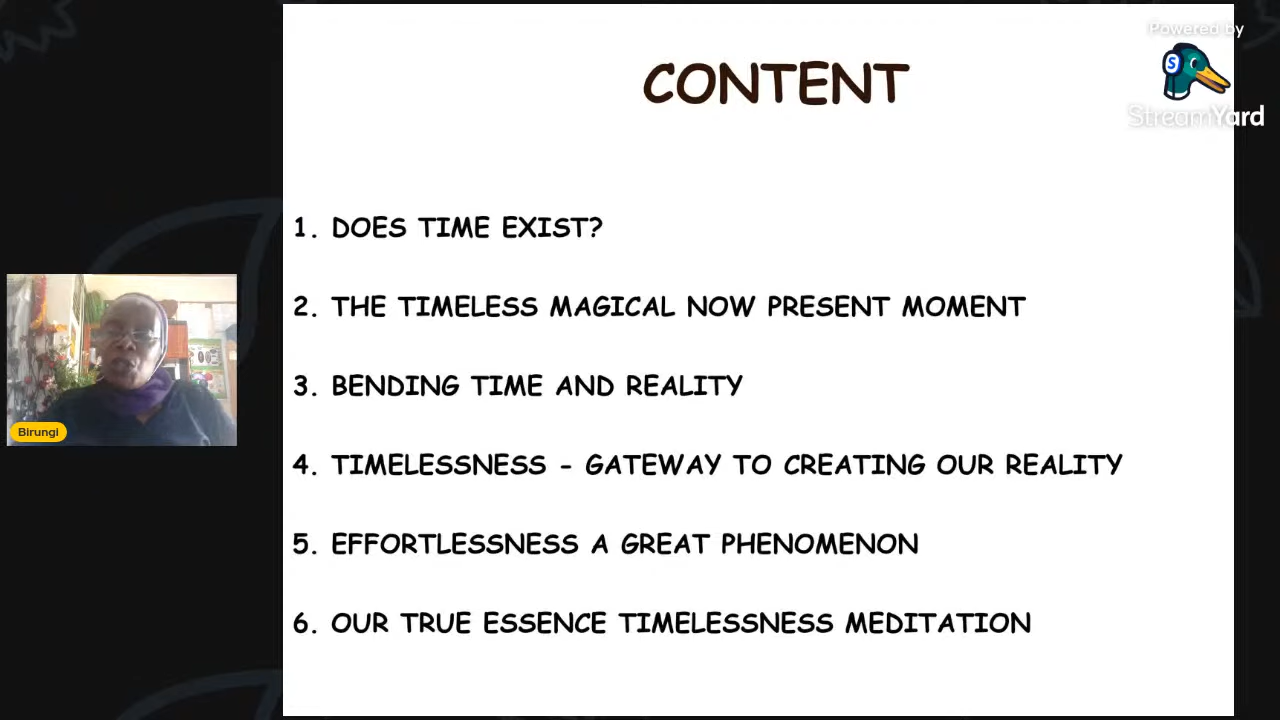 Powered by
StreamYard
CONTENT
1. DOES TIME EXIST?
2. THE TIMELESS MAGICAL NOW PRESENT MOMENT
3. BENDING TIME AND REALITY
4. TIMELESSNESS - GATEWAY TO CREATING OUR REALITY
5. EFFORTLESSNESS A GREAT PHENOMENON
6. OUR TRUE ESSENCE TIMELESSNESS MEDITATION
Birungi